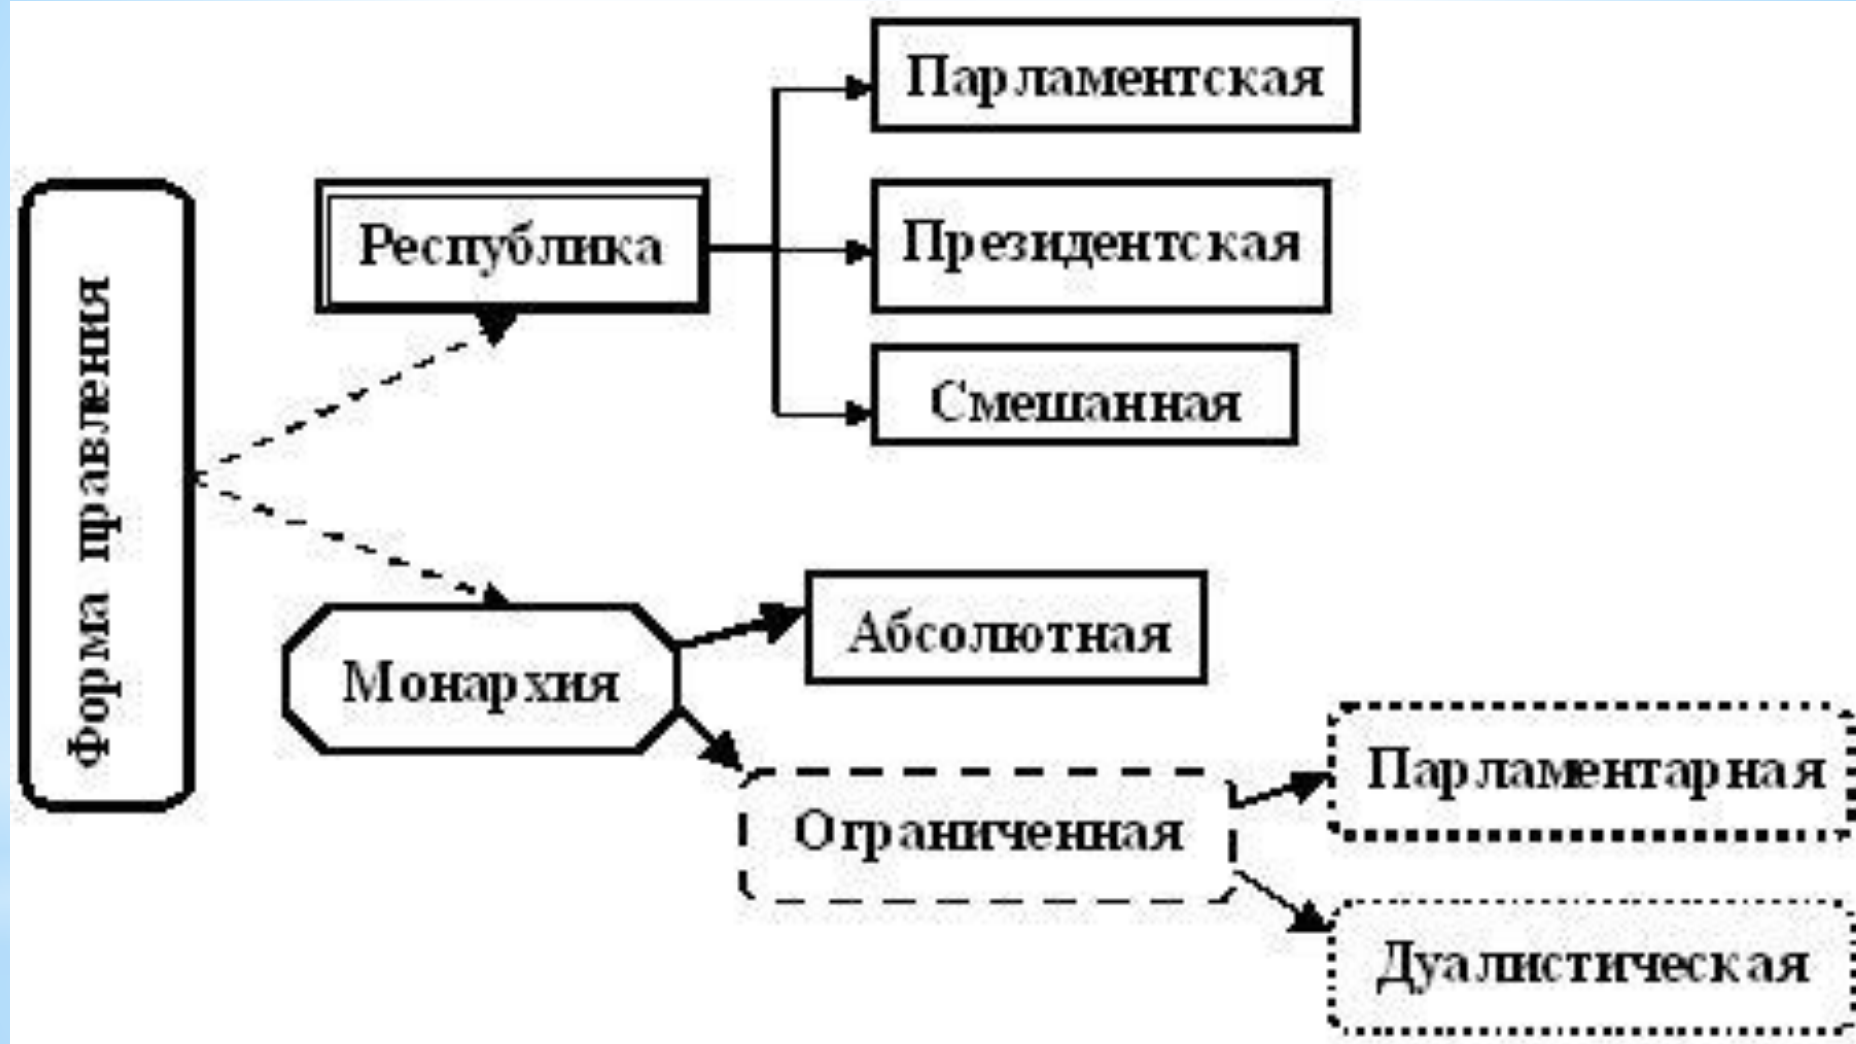 Форма правления
Республика
Парламентская
Президентская
Смешанная
Монархия
Абсолютная
Ограниченная
Парламентарная
Дуалистическая